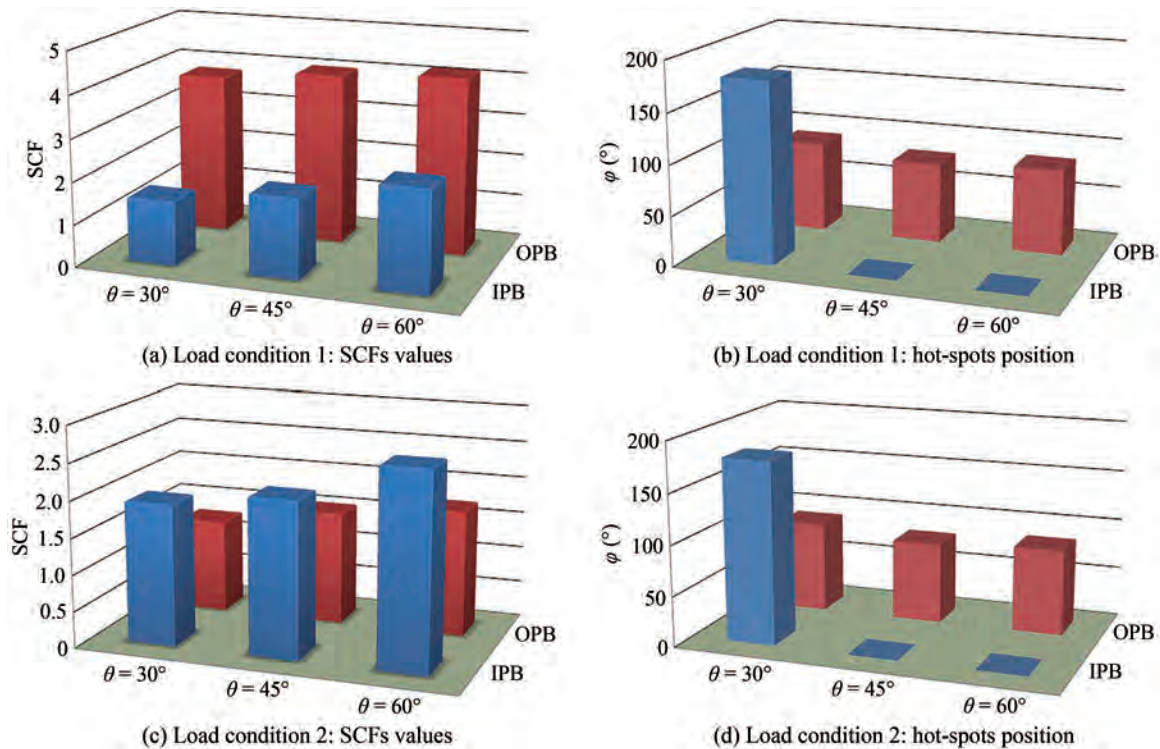 5
4
3
2
1
0
SCF
θ = 30°
θ = 45°
θ = 60°
OPB
IPB
(a) Load condition 1: SCFs values
200
150
100
50
0
φ (°)
θ = 30°
θ = 45°
θ = 60°
OPB
IPB
(b) Load condition 1: hot-spots position
3.0
2.5
2.0
1.5
1.0
0.5
0
SCF
θ = 30°
θ = 45°
θ = 60°
OPB
IPB
(c) Load condition 2: SCFs values
200
150
100
50
0
φ (°)
θ = 30°
θ = 45°
θ = 60°
OPB
IPB
(d) Load condition 2: hot-spots position